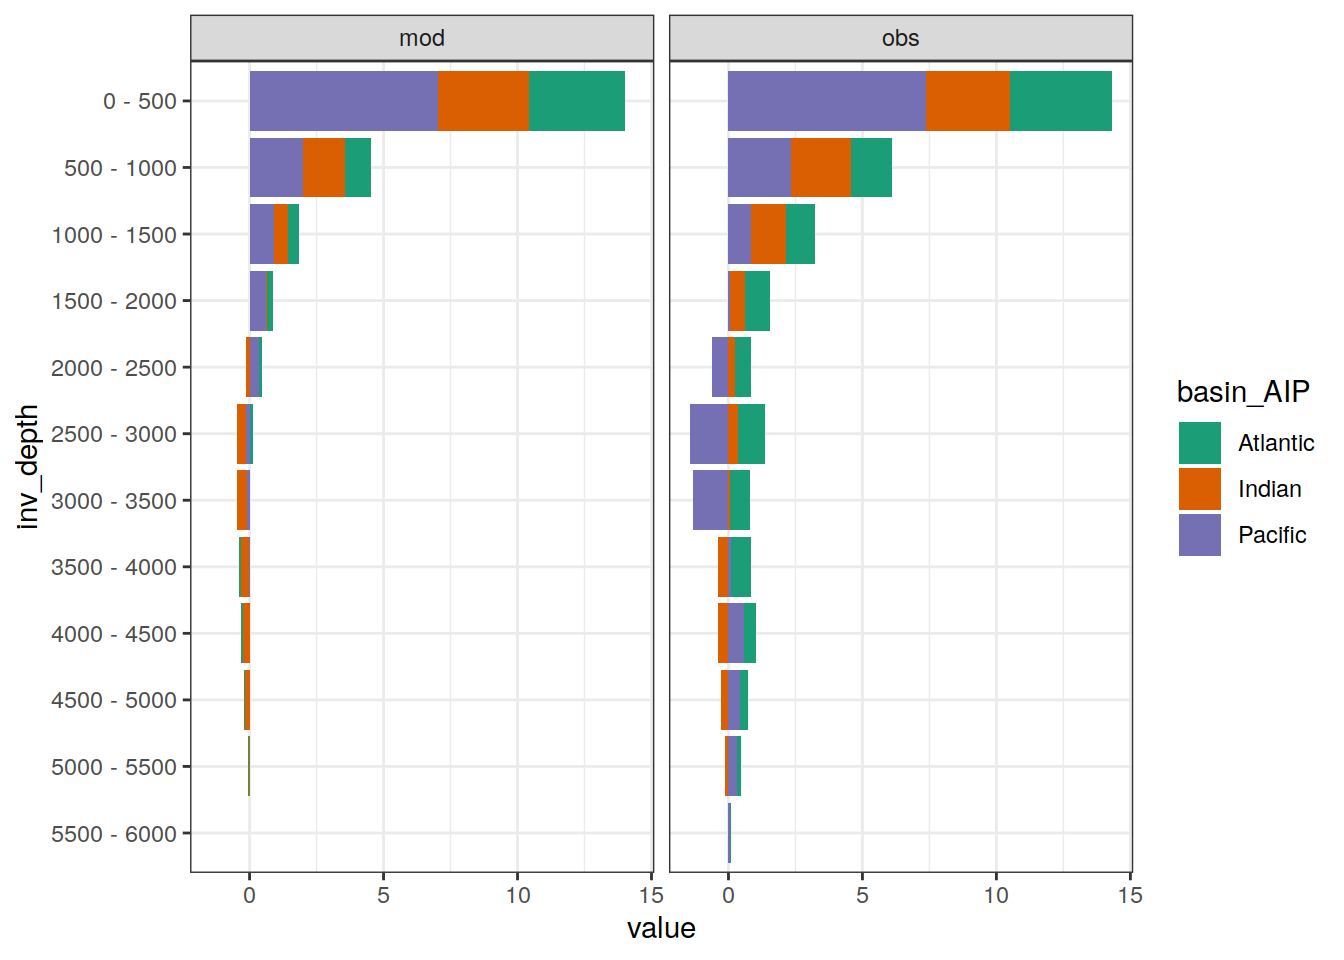 mod
obs
0 - 500
500 - 1000
1000 - 1500
1500 - 2000
2000 - 2500
2500 - 3000
3000 - 3500
3500 - 4000
4000 - 4500
4500 - 5000
5000 - 5500
5500 - 6000
inv_depth
0 5 10 15
0 5 10 15
value
basin_AIP
Atlantic
Indian
Pacific